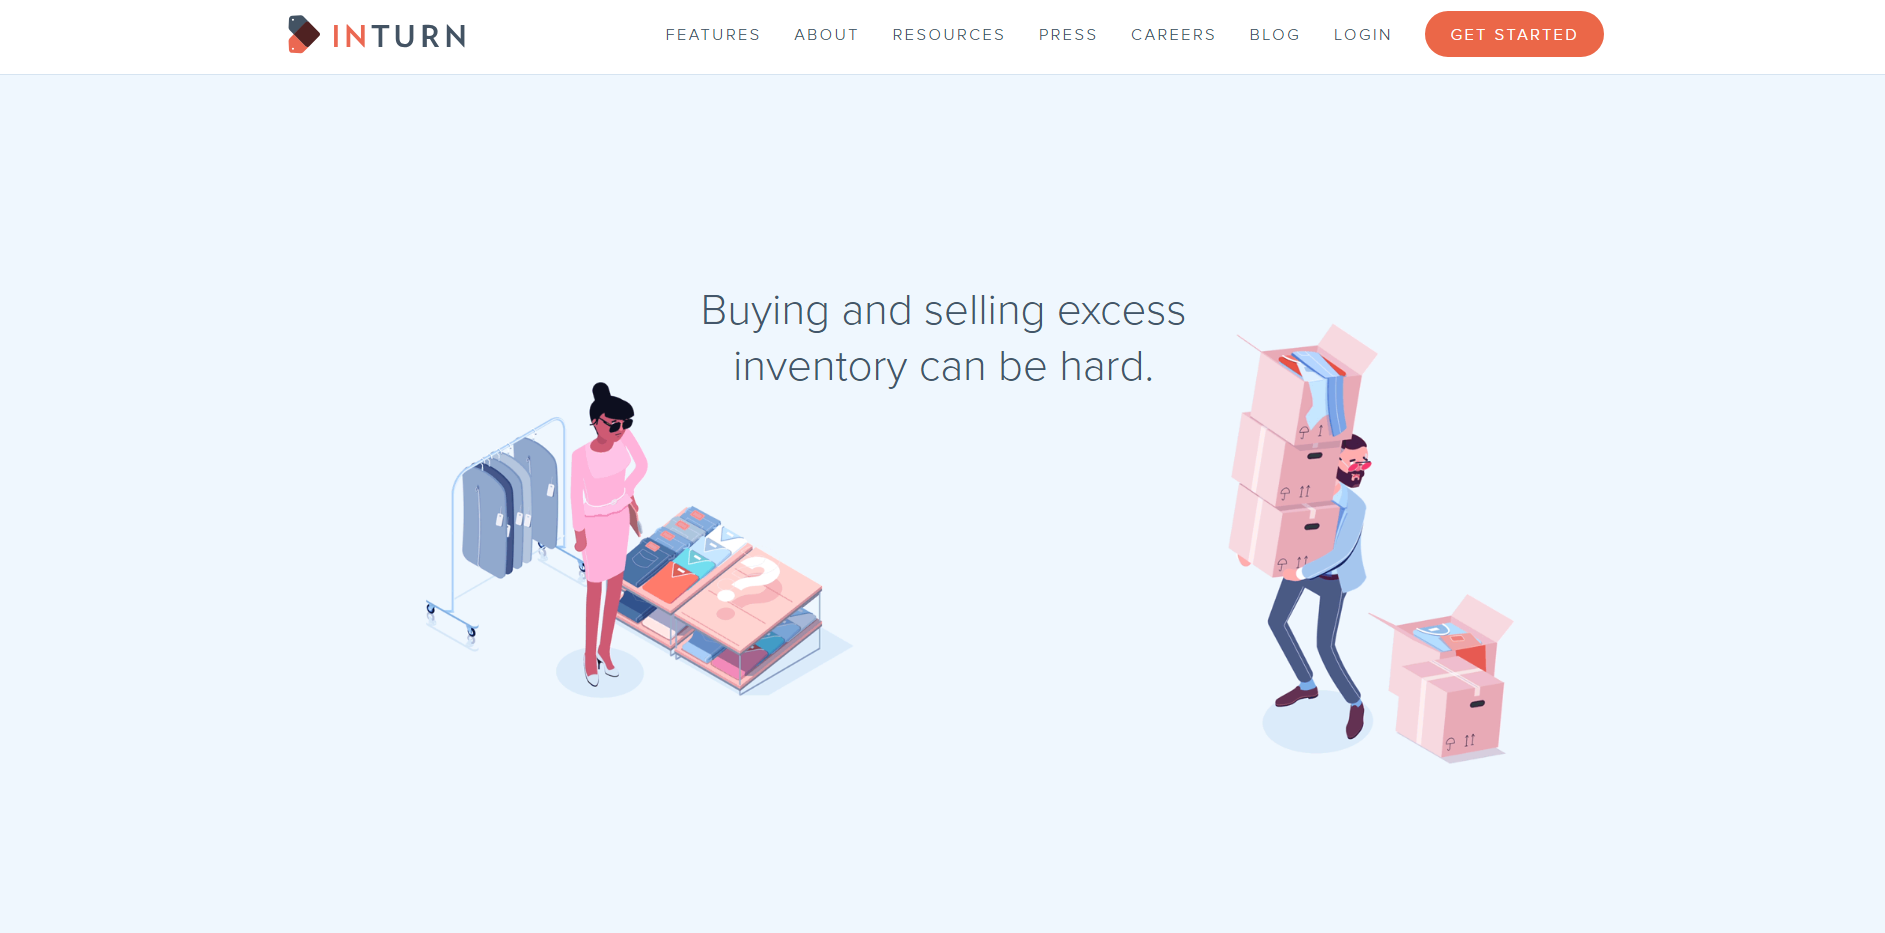 INTURN
FEATURES ABOUT RESOURCES PRESS CAREERS BLOG LOGIN GET STARTED
Buying and selling excess
inventory can be hard.
?